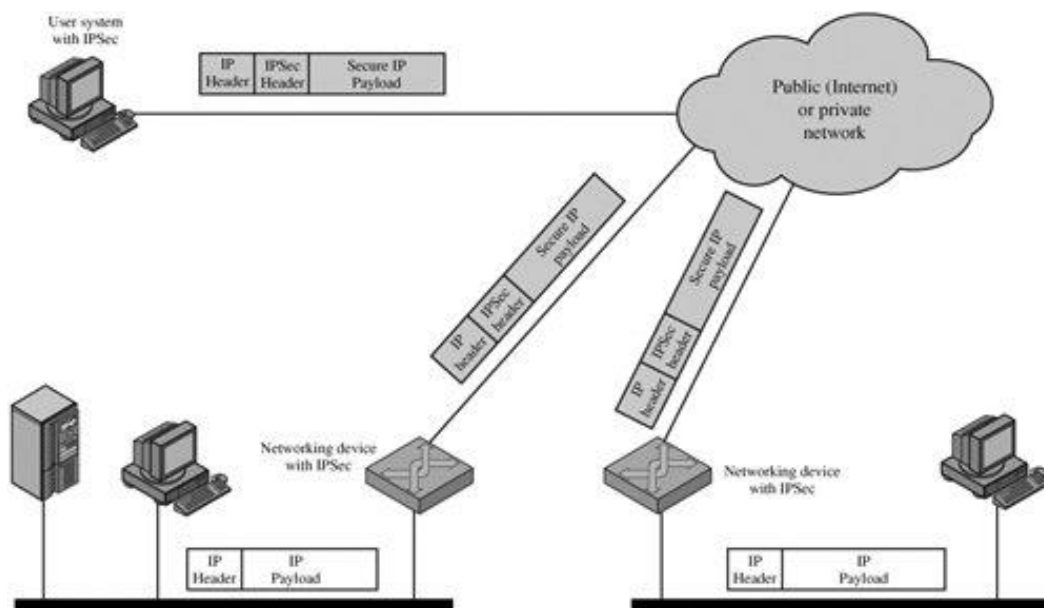 User system
with IPSec
IP
Header
IPSec
Header
Secure IP
Payload
Public (Internet)
or private
network
IP
header
IPSec
header
Secure IP
payload
IP
header
IPSec
header
Secure IP
payload
Networking device
with IPSec
Networking device
with IPSec
IP
Header
IP
Payload
IP
Header
IP
Payload